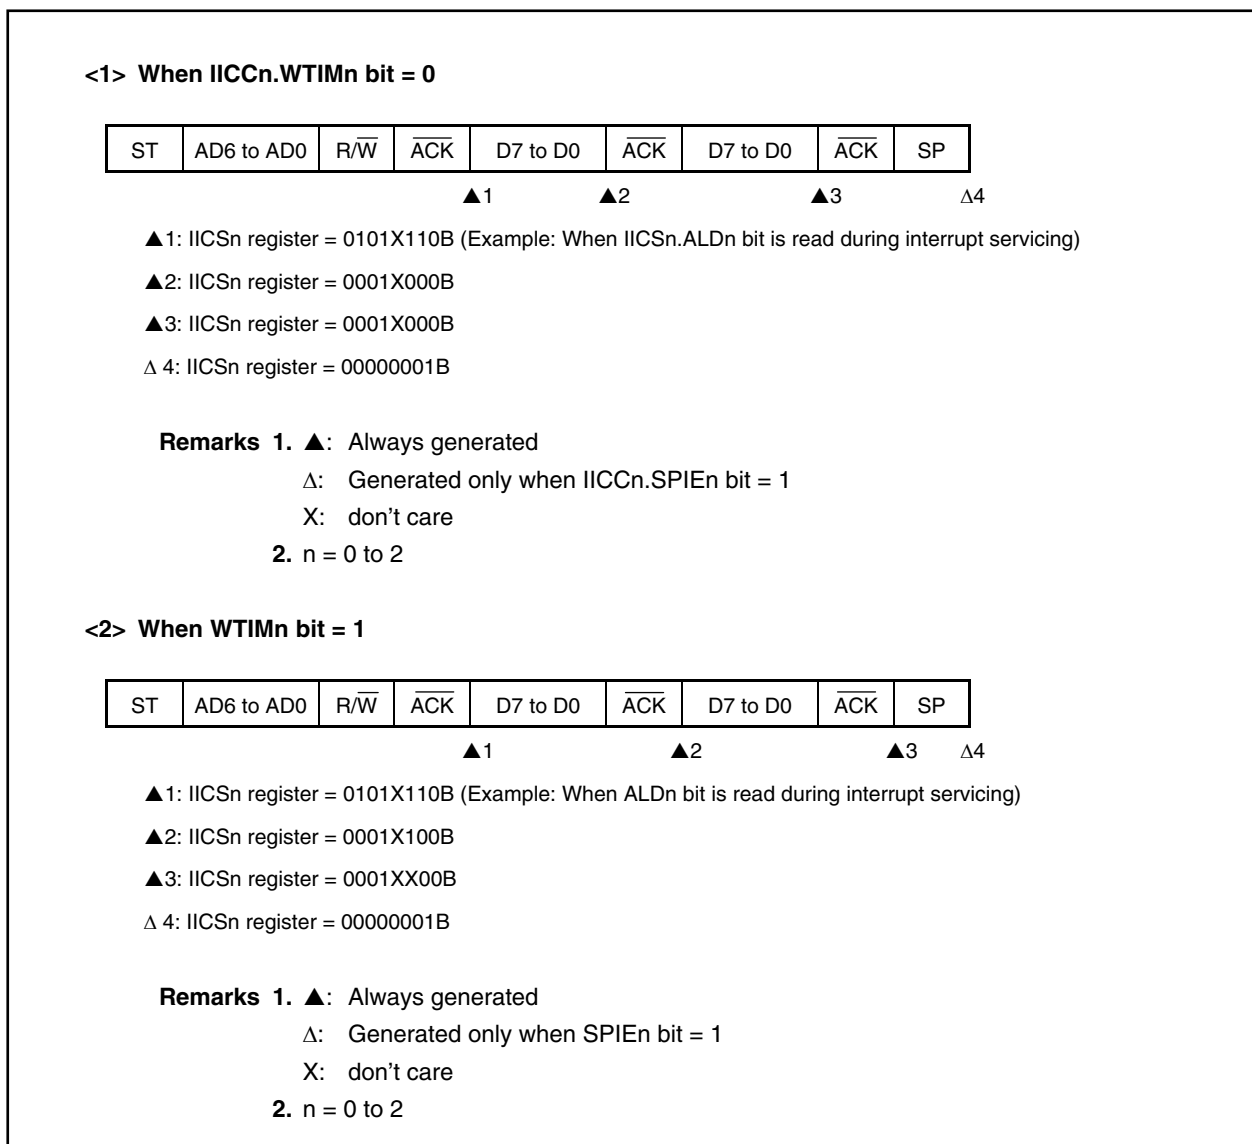 <1> When IICCn.WTIMn bit = 0
ST AD6 to AD0 R/W̅ A̅C̅K̅ D7 to D0 A̅C̅K̅ D7 to D0 A̅C̅K̅ SP
▲1 ▲2 ▲3 Δ4
▲1: IICSn register = 0101X110B (Example: When IICSn.ALDn bit is read during interrupt servicing)
▲2: IICSn register = 0001X000B
▲3: IICSn register = 0001X000B
Δ 4: IICSn register = 00000001B
Remarks 1. ▲: Always generated
Δ: Generated only when IICCn.SPIEn bit = 1
X: don't care
2. n = 0 to 2
<2> When WTIMn bit = 1
ST AD6 to AD0 R/W̅ A̅C̅K̅ D7 to D0 A̅C̅K̅ D7 to D0 A̅C̅K̅ SP
▲1 ▲2 ▲3 Δ4
▲1: IICSn register = 0101X110B (Example: When ALDn bit is read during interrupt servicing)
▲2: IICSn register = 0001X100B
▲3: IICSn register = 0001XX00B
Δ 4: IICSn register = 00000001B
Remarks 1. ▲: Always generated
Δ: Generated only when SPIEn bit = 1
X: don't care
2. n = 0 to 2